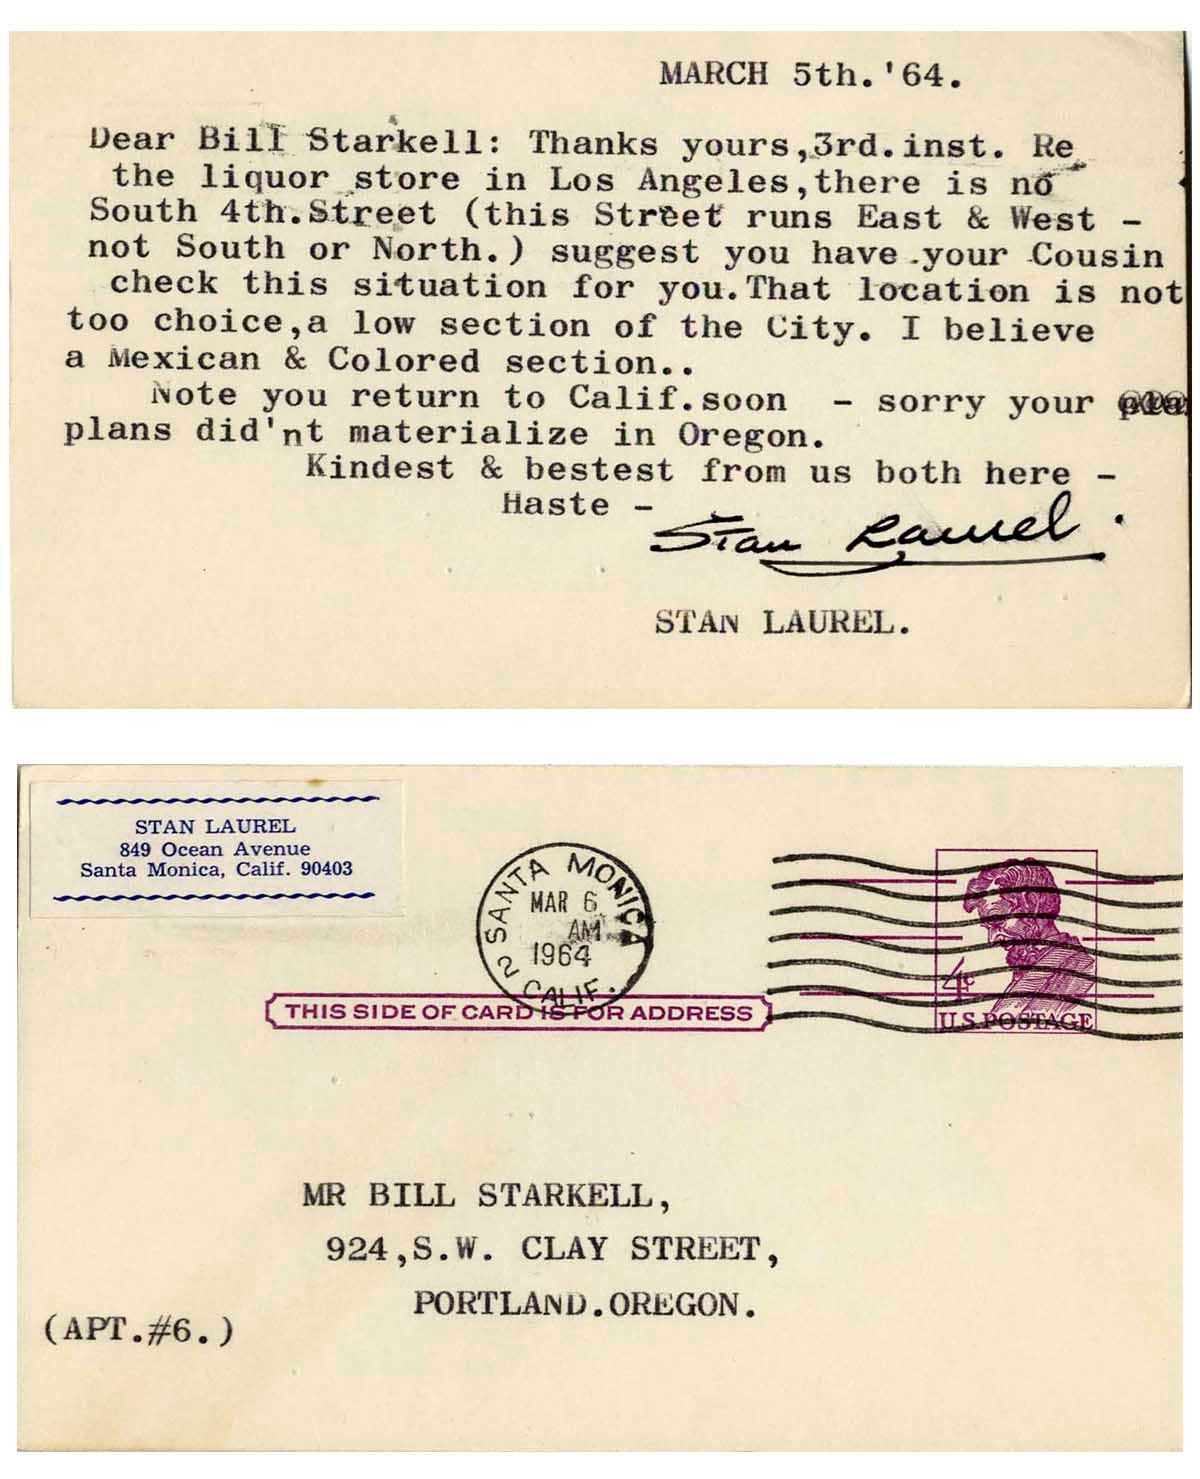 MARCH 5th.'64.
Dear Bill Starkell: Thanks yours,3rd.inst. Re
the liquor store in Los Angeles,there is no
South 4th.Street (this Street runs East & West -
not South or North.) suggest you have your Cousin
check this situation for you.That location is not
too choice,a low section of the City. I believe
a Mexican & Colored section..
Note you return to Calif.soon - sorry your
plans did'nt materialize in Oregon.
Kindest & bestest from us both here -
Haste -
Stan Laurel.
STAN LAUREL.
STAN LAUREL
849 Ocean Avenue
Santa Monica, Calif. 90403
SANTA MONICA
MAR 6
AM
1964
2 CALIF.
4¢
U.S.POSTAGE
THIS SIDE OF CARD IS FOR ADDRESS
MR BILL STARKELL,
924,S.W. CLAY STREET,
PORTLAND.OREGON.
(APT.#6.)